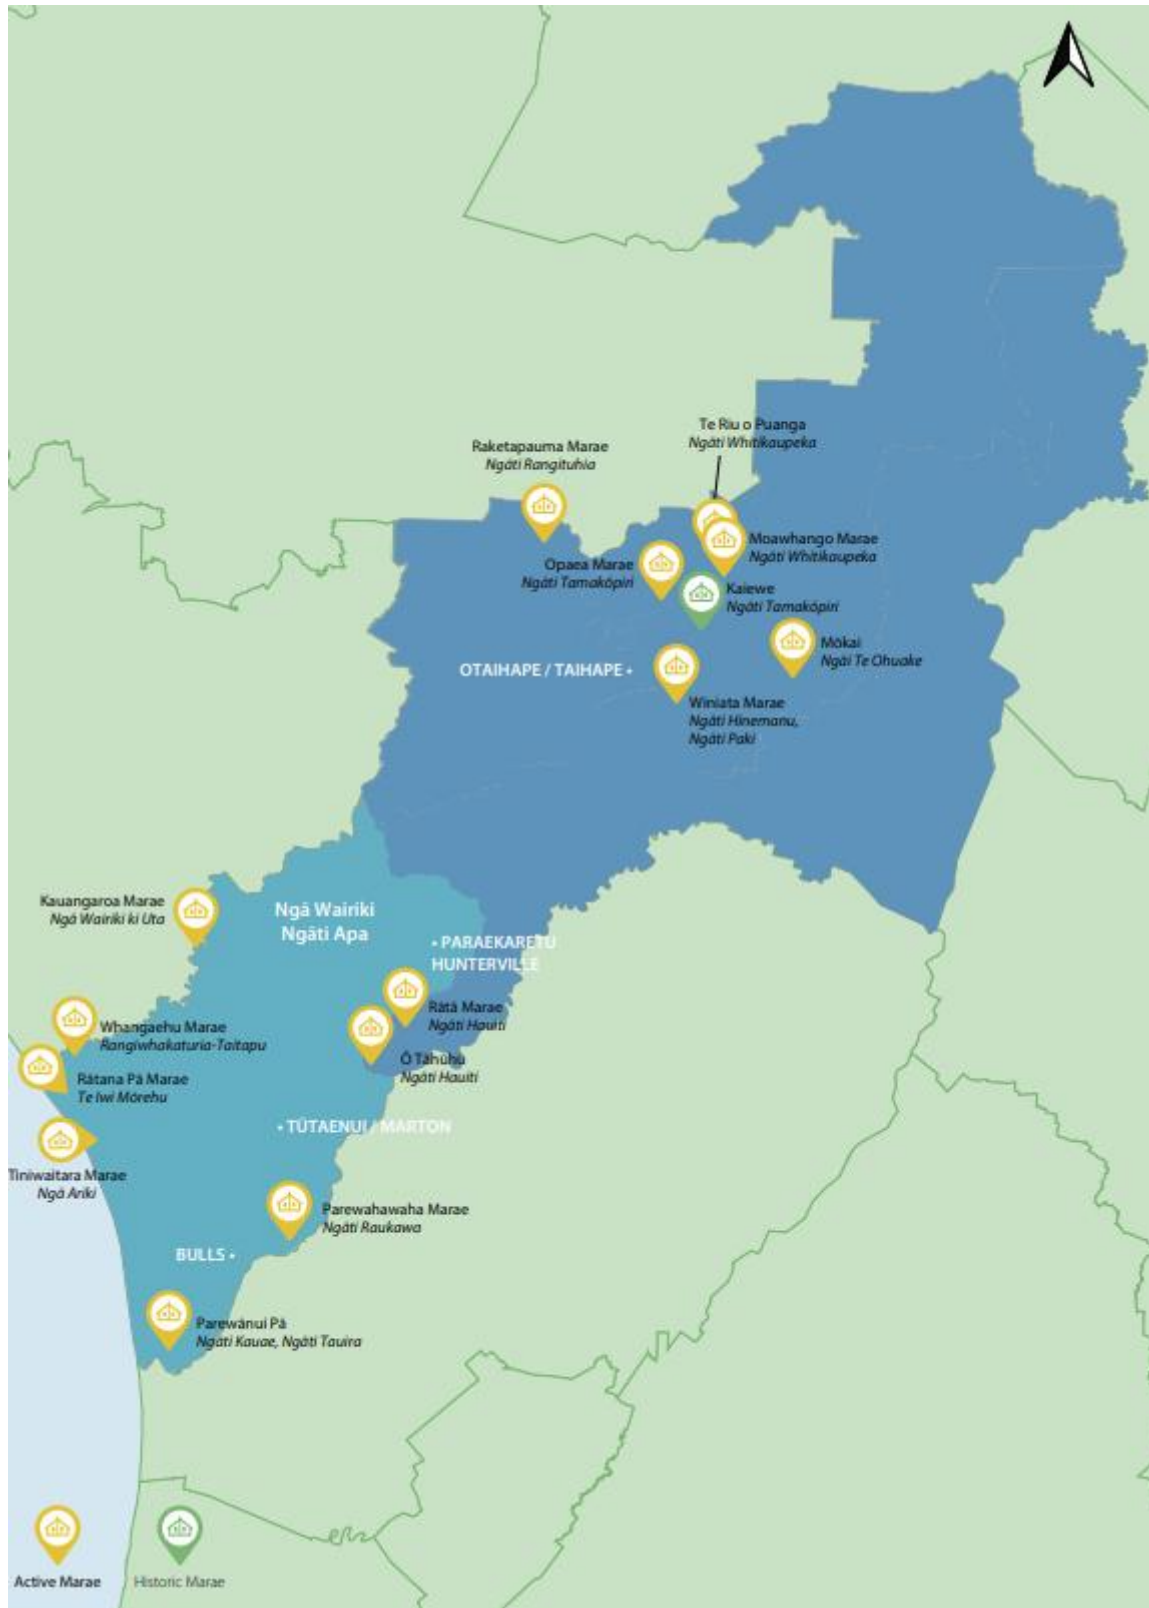 Te Riu o Puanga
Ngāti Whitikaupeka
Raketapauma Marae
Ngāti Rangituhia
Moawhango Marae
Ngāti Whitikaupeka
Opaea Marae
Ngāti Tamakōpiri
Kaiewe
Ngāti Tamakōpiri
Mōkai
Ngāi Te Ohuake
OTAIHAPE / TAIHAPE •
Winiata Marae
Ngāti Hinemanu,
Ngāti Paki
Kauangaroa Marae
Ngā Wairiki ki Uta
Ngā Wairiki
Ngāti Apa
• PARAEKARETU
HUNTERVILLE
Rātā Marae
Ngāti Hauiti
Whangaehu Marae
Rangiwhakaturia-Taitapu
Ō Tāhuhu
Ngāti Hauiti
Rātana Pā Marae
Te Iwi Mōrehu
• TŪTAENUI / MARTON
Tīniwaitara Marae
Ngā Ariki
Parewahawaha Marae
Ngāti Raukawa
BULLS •
Parewānui Pā
Ngāti Kauae, Ngāti Tauira
Active Marae
Historic Marae